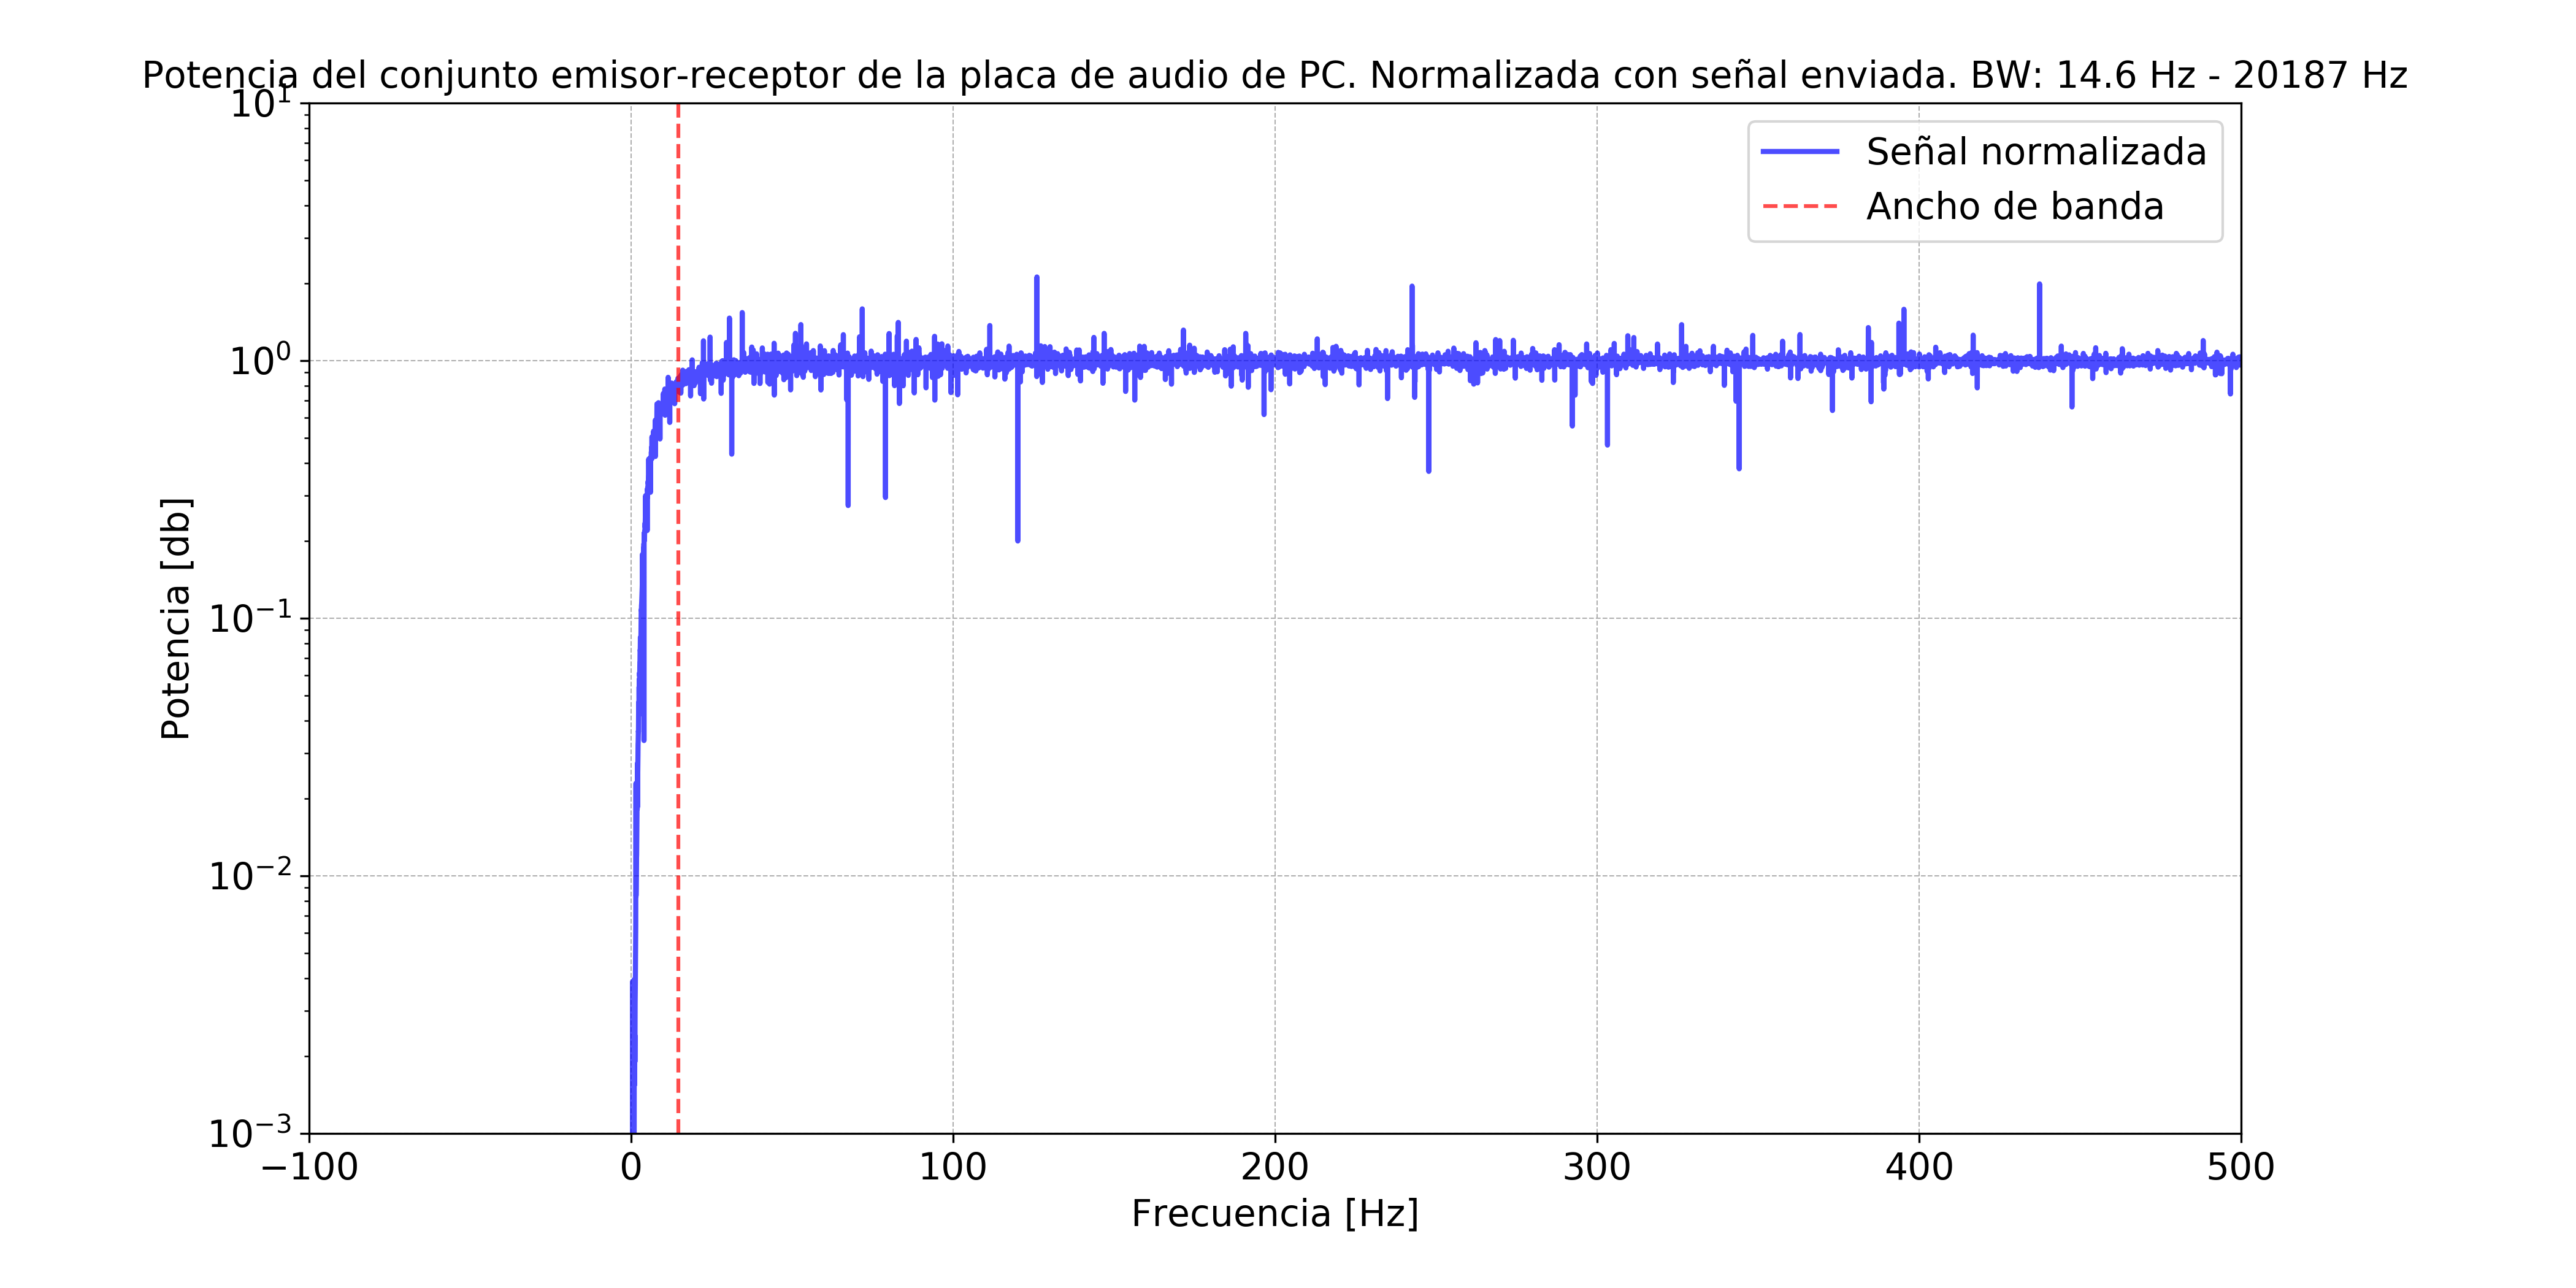 Potencia del conjunto emisor-receptor de la placa de audio de PC. Normalizada con señal enviada. BW: 14.6 Hz - 20187 Hz
10¹
Señal normalizada
Ancho de banda
10⁰
10⁻¹
10⁻²
10⁻³
Potencia [db]
−100 0 100 200 300 400 500
Frecuencia [Hz]